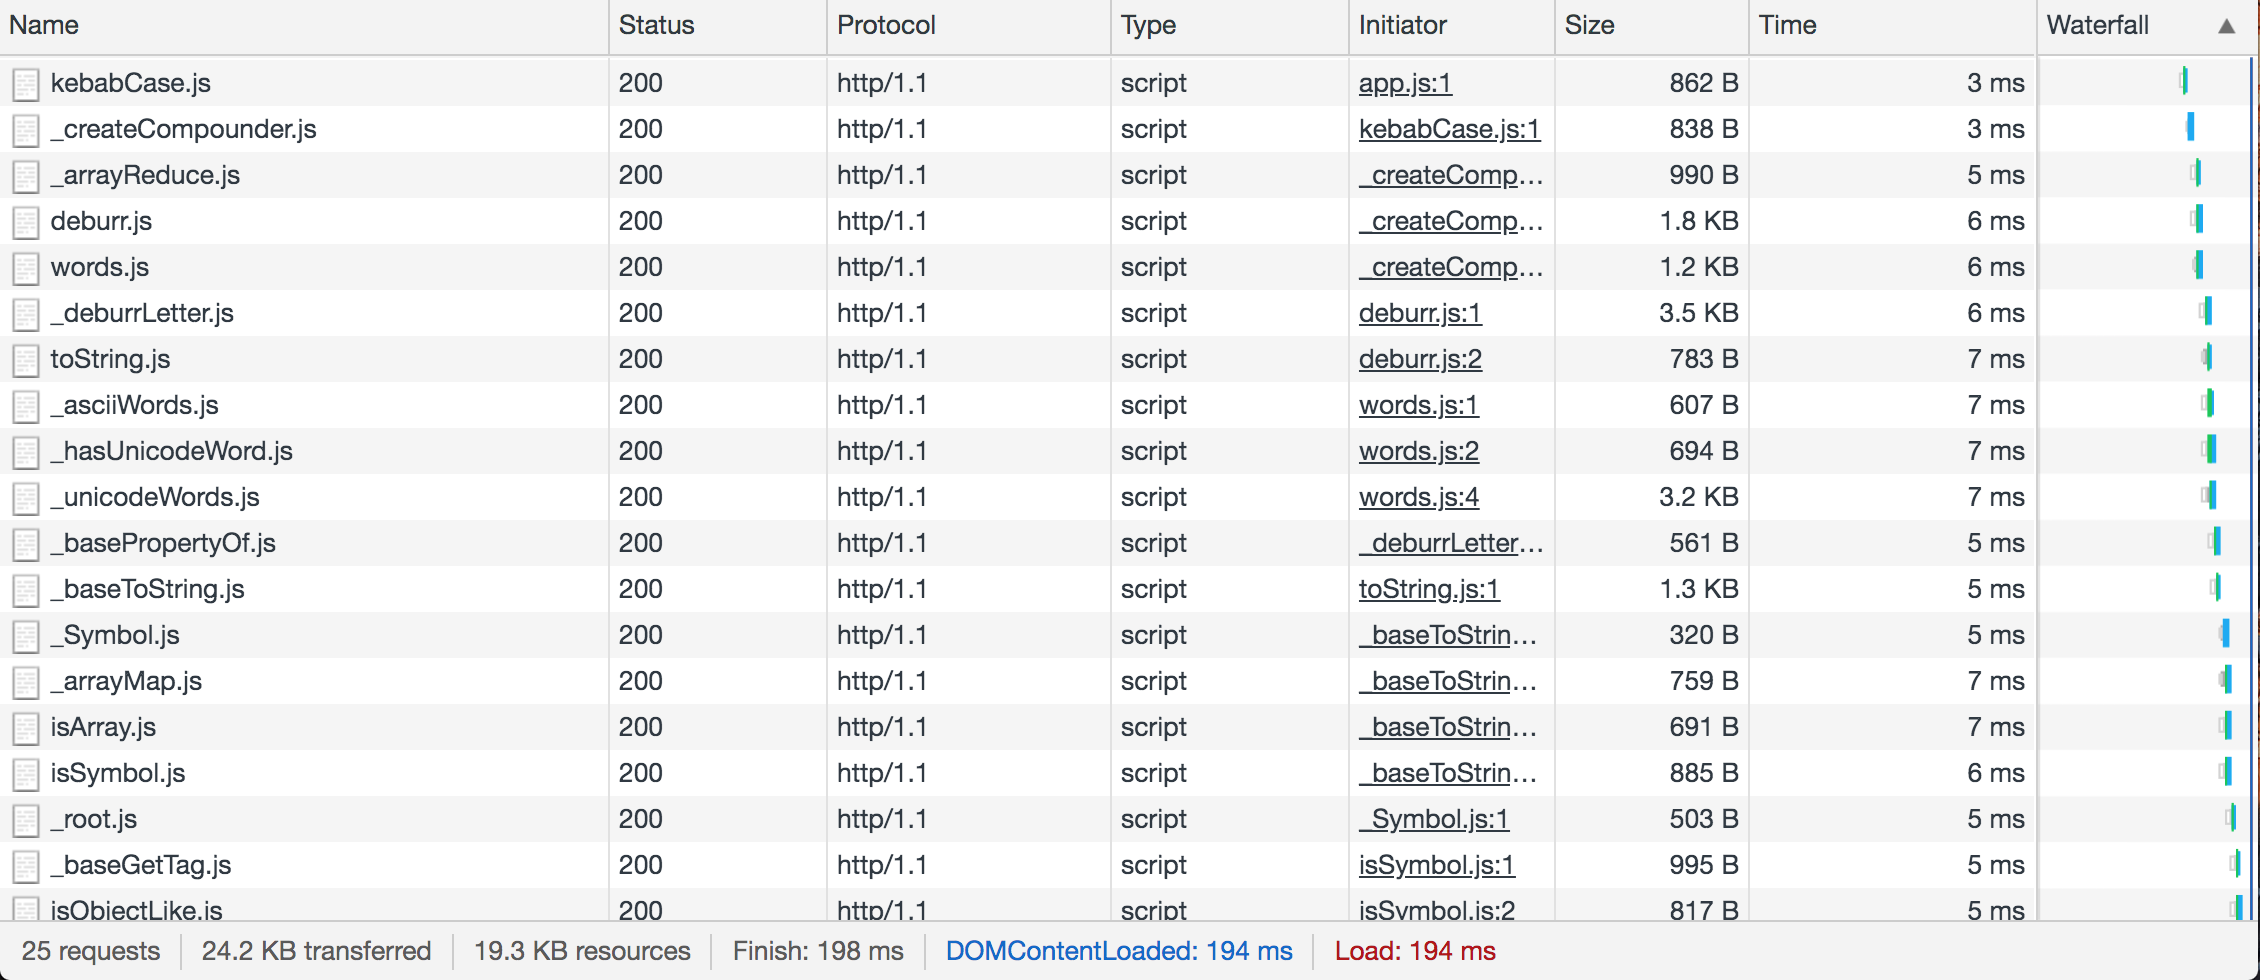 Name Status Protocol Type Initiator Size Time Waterfall ▲
kebabCase.js 200 http/1.1 script app.js:1 862 B 3 ms
_createCompounder.js 200 http/1.1 script kebabCase.js:1 838 B 3 ms
_arrayReduce.js 200 http/1.1 script _createComp… 990 B 5 ms
deburr.js 200 http/1.1 script _createComp… 1.8 KB 6 ms
words.js 200 http/1.1 script _createComp… 1.2 KB 6 ms
_deburrLetter.js 200 http/1.1 script deburr.js:1 3.5 KB 6 ms
toString.js 200 http/1.1 script deburr.js:2 783 B 7 ms
_asciiWords.js 200 http/1.1 script words.js:1 607 B 7 ms
_hasUnicodeWord.js 200 http/1.1 script words.js:2 694 B 7 ms
_unicodeWords.js 200 http/1.1 script words.js:4 3.2 KB 7 ms
_basePropertyOf.js 200 http/1.1 script _deburrLetter… 561 B 5 ms
_baseToString.js 200 http/1.1 script toString.js:1 1.3 KB 5 ms
_Symbol.js 200 http/1.1 script _baseToStrin… 320 B 5 ms
_arrayMap.js 200 http/1.1 script _baseToStrin… 759 B 7 ms
isArray.js 200 http/1.1 script _baseToStrin… 691 B 7 ms
isSymbol.js 200 http/1.1 script _baseToStrin… 885 B 6 ms
_root.js 200 http/1.1 script _Symbol.js:1 503 B 5 ms
_baseGetTag.js 200 http/1.1 script isSymbol.js:1 995 B 5 ms
isObjectLike.js 200 http/1.1 script isSymbol.js:2 817 B 5 ms
25 requests 24.2 KB transferred 19.3 KB resources Finish: 198 ms DOMContentLoaded: 194 ms Load: 194 ms